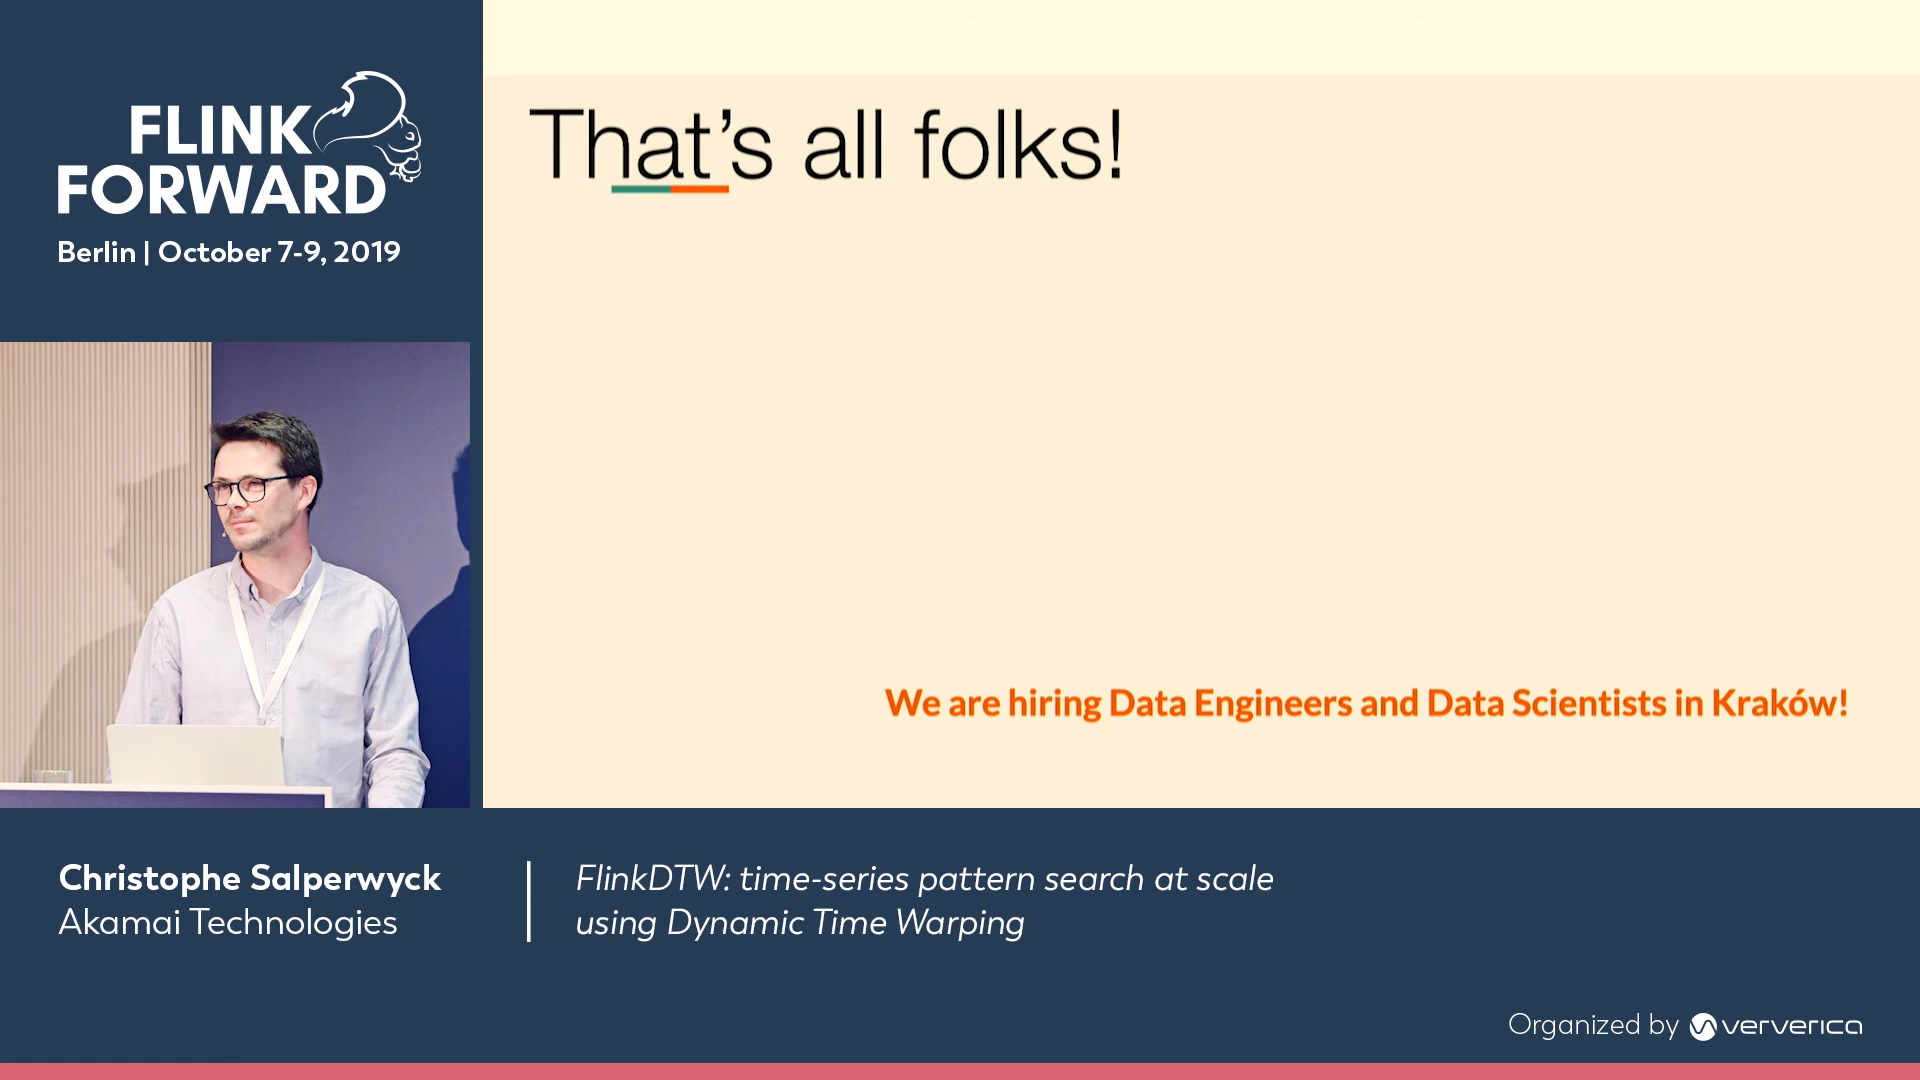 FLINK
FORWARD
Berlin | October 7-9, 2019
That’s all folks!
We are hiring Data Engineers and Data Scientists in Kraków!
Christophe Salperwyck
Akamai Technologies
FlinkDTW: time-series pattern search at scale
using Dynamic Time Warping
Organized by ververica